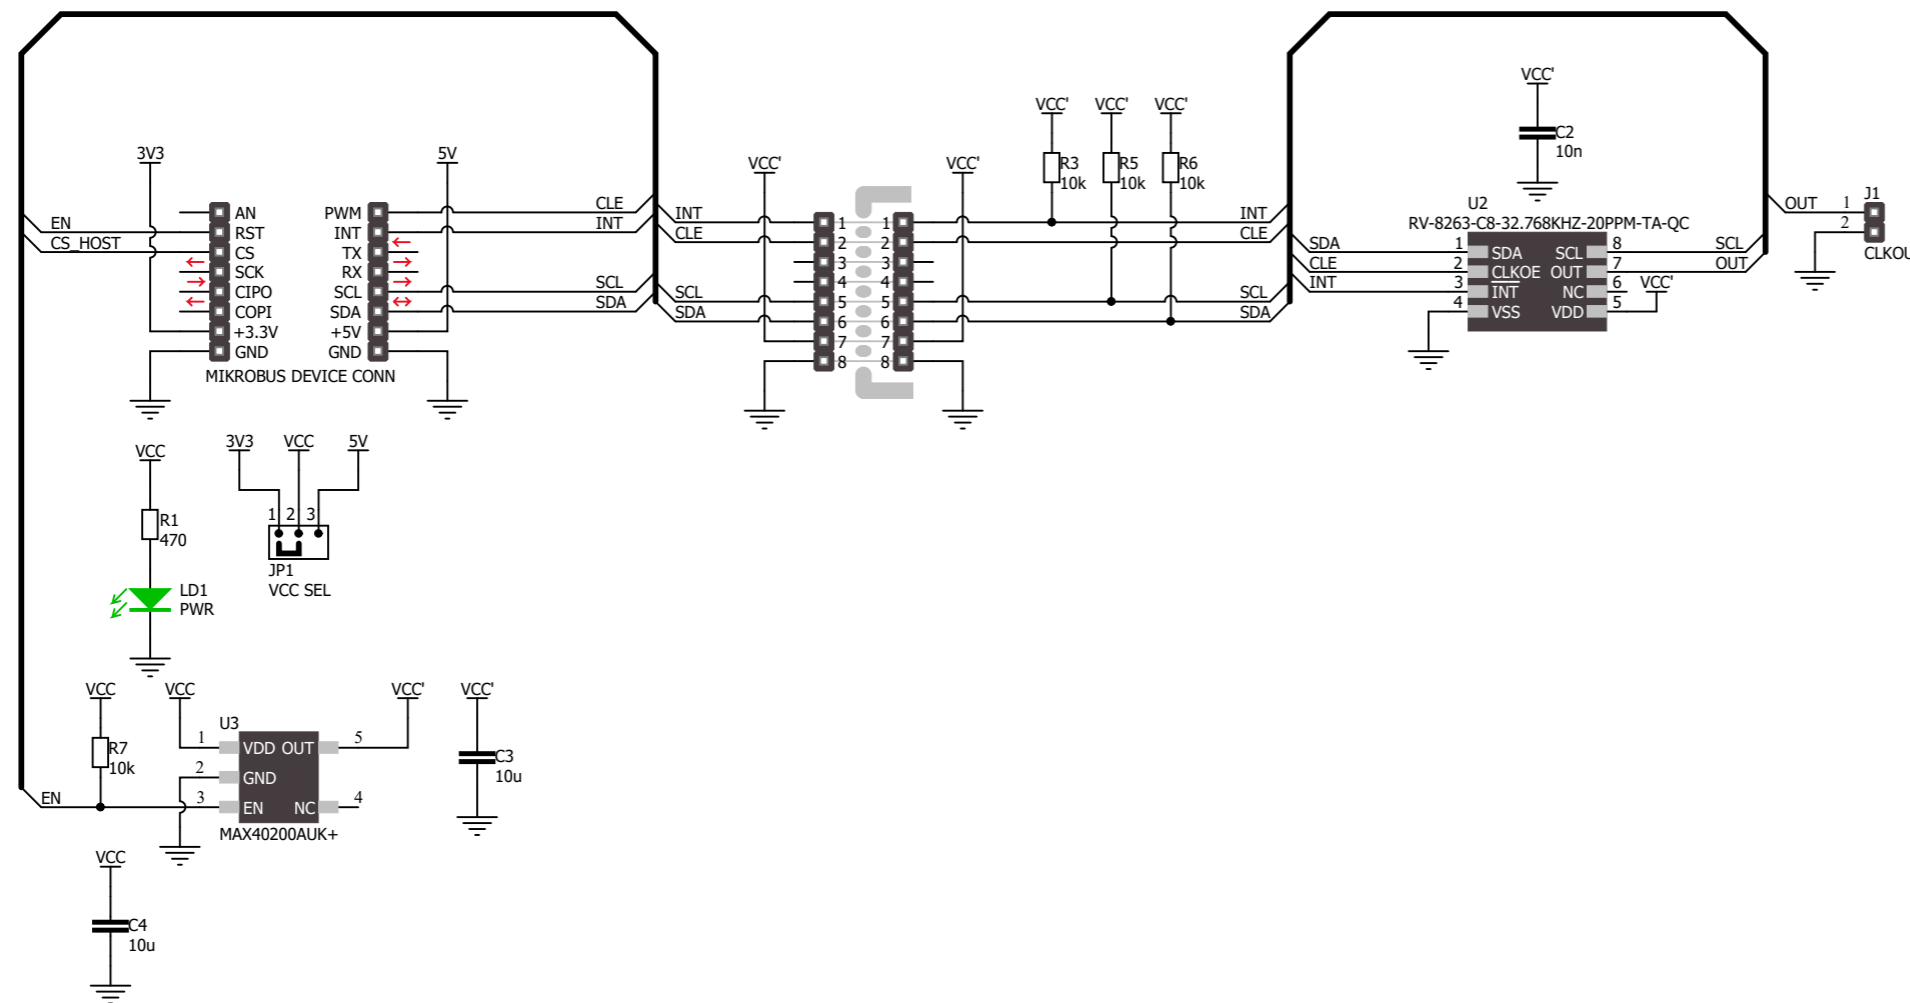 3V3
5V
EN
CS_HOST
AN
RST
CS
SCK
CIPO
COPI
+3.3V
GND
PWM
INT
TX
RX
SCL
SDA
+5V
GND
MIKROBUS DEVICE CONN
CLE
INT
SCL
SDA
INT
CLE
SCL
SDA
VCC'
1
2
3
4
5
6
7
8
VCC'
1
2
3
4
5
6
7
8
VCC'
R3
10k
VCC'
R5
10k
VCC'
R6
10k
INT
CLE
SCL
SDA
SDA
CLE
INT
VCC'
C2
10n
U2
RV-8263-C8-32.768KHZ-20PPM-TA-QC
1 SDA
2 CLKOE
3 INT
4 VSS
SCL 8
OUT 7
NC 6
VDD 5
SCL
OUT
VCC'
OUT
1
2
J1
CLKOU
VCC
R1
470
LD1
PWR
3V3
VCC
5V
1 2 3
JP1
VCC SEL
VCC
R7
10k
EN
VCC
U3
1 VDD
2 GND
3 EN
OUT 5
NC 4
MAX40200AUK+
VCC'
VCC'
C3
10u
VCC
C4
10u